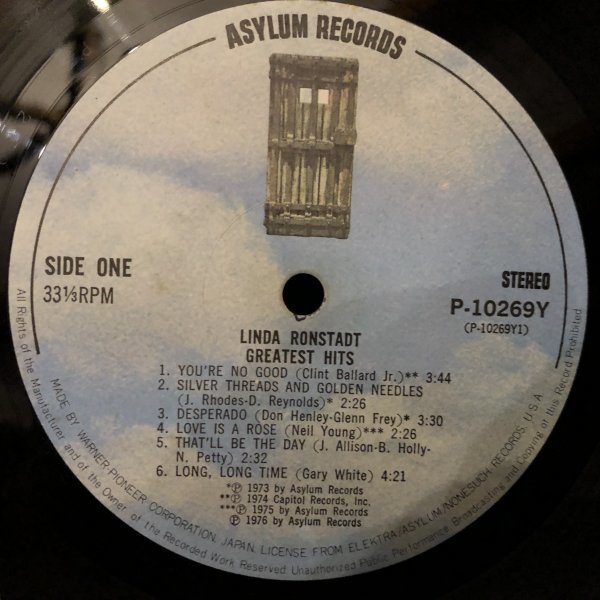 ASYLUM RECORDS
SIDE ONE
33⅓RPM
STEREO
P-10269Y
(P-10269Y1)
LINDA RONSTADT
GREATEST HITS
1. YOU'RE NO GOOD (Clint Ballard Jr.)** 3:44
2. SILVER THREADS AND GOLDEN NEEDLES
(J. Rhodes-D. Reynolds)* 2:26
3. DESPERADO (Don Henley-Glenn Frey)* 3:30
4. LOVE IS A ROSE (Neil Young)*** 2:26
5. THAT'LL BE THE DAY (J. Allison-B. Holly-
N. Petty) 2:32
6. LONG, LONG TIME (Gary White) 4:21
*Ⓟ 1973 by Asylum Records
**Ⓟ 1974 Capitol Records, Inc.
***Ⓟ 1975 by Asylum Records
Ⓟ 1976 by Asylum Records
MADE BY WARNER-PIONEER CORPORATION, JAPAN. LICENSE FROM ELEKTRA/ASYLUM/NONESUCH RECORDS, U.S.A.
All Rights of the Manufacturer and of the Owner of the Recorded Work Reserved. Unauthorized Public Performance, Broadcasting and Copying of this Record Prohibited.